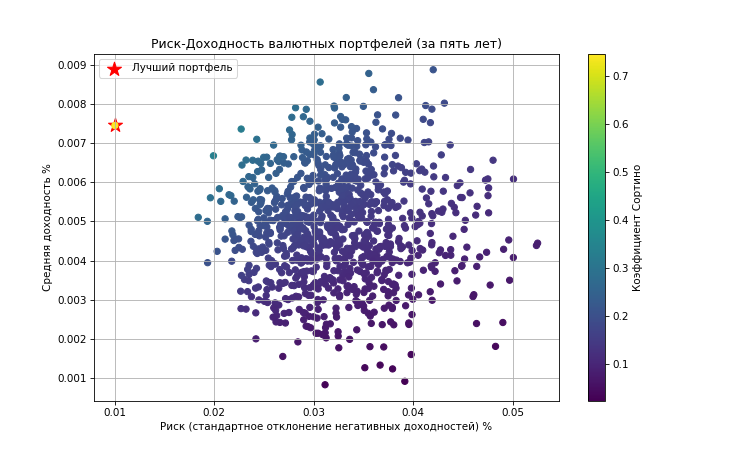 Риск-Доходность валютных портфелей (за пять лет)
Лучший портфель
Средняя доходность %
0.009
0.008
0.007
0.006
0.005
0.004
0.003
0.002
0.001
0.01 0.02 0.03 0.04 0.05
Риск (стандартное отклонение негативных доходностей) %
0.7
0.6
0.5
0.4
0.3
0.2
0.1
Коэффициент Сортино